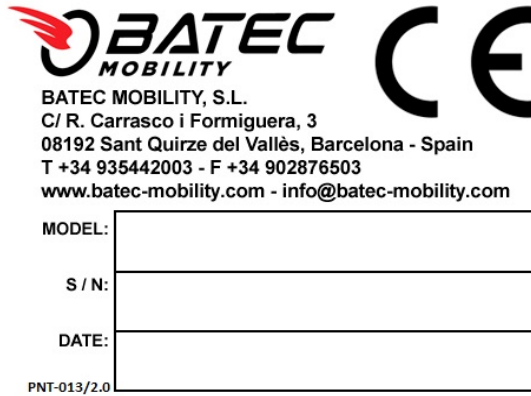 BATEC
MOBILITY
CE
BATEC MOBILITY, S.L.
C/ R. Carrasco i Formiguera, 3
08192 Sant Quirze del Vallès, Barcelona - Spain
T +34 935442003 - F +34 902876503
www.batec-mobility.com - info@batec-mobility.com
MODEL:
S / N:
DATE:
PNT-013/2.0